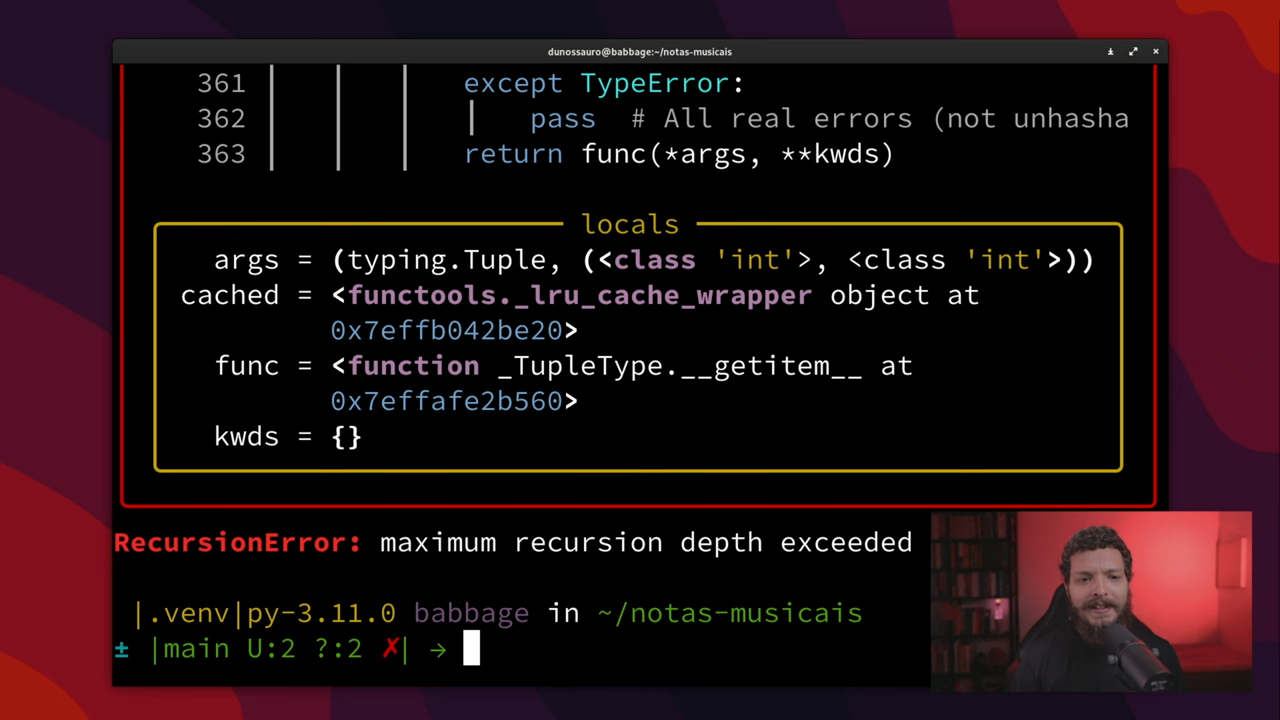 dunossauro@babbage:~/notas-musicais
361 except TypeError:
362 pass # All real errors (not unhasha
363 return func(*args, **kwds)
locals
args = (typing.Tuple, (<class 'int'>, <class 'int'>))
cached = <functools._lru_cache_wrapper object at
0x7effb042be20>
func = <function _TupleType.__getitem__ at
0x7effafe2b560>
kwds = {}
RecursionError: maximum recursion depth exceeded
|.venv|py-3.11.0 babbage in ~/notas-musicais
± |main U:2 ?:2 ✗| →